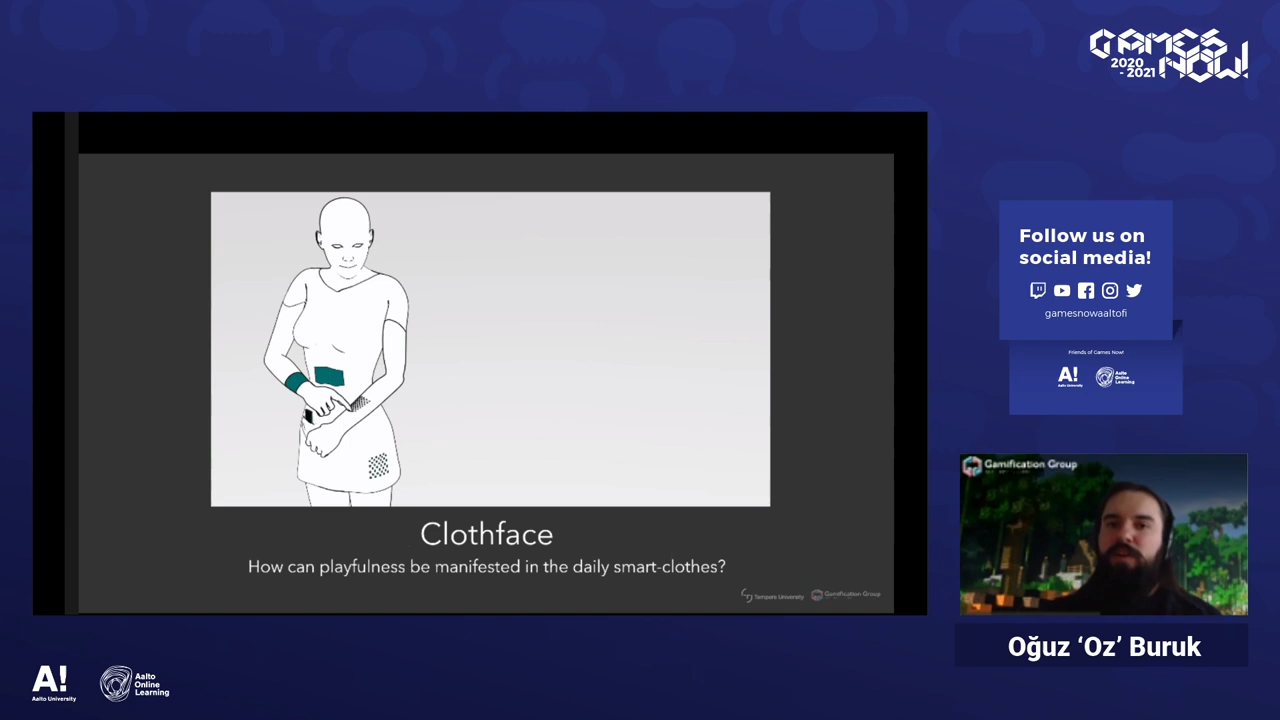 GAMES
2020
- 2021
NOW!
Follow us on
social media!
gamesnowaaltofi
Friends of Games Now!
A!
Aalto University
Aalto
Online
Learning
Clothface
How can playfulness be manifested in the daily smart-clothes?
Tampere University
Gamification Group
Gamification Group
Oğuz ‘Oz’ Buruk
A!
Aalto University
Aalto
Online
Learning